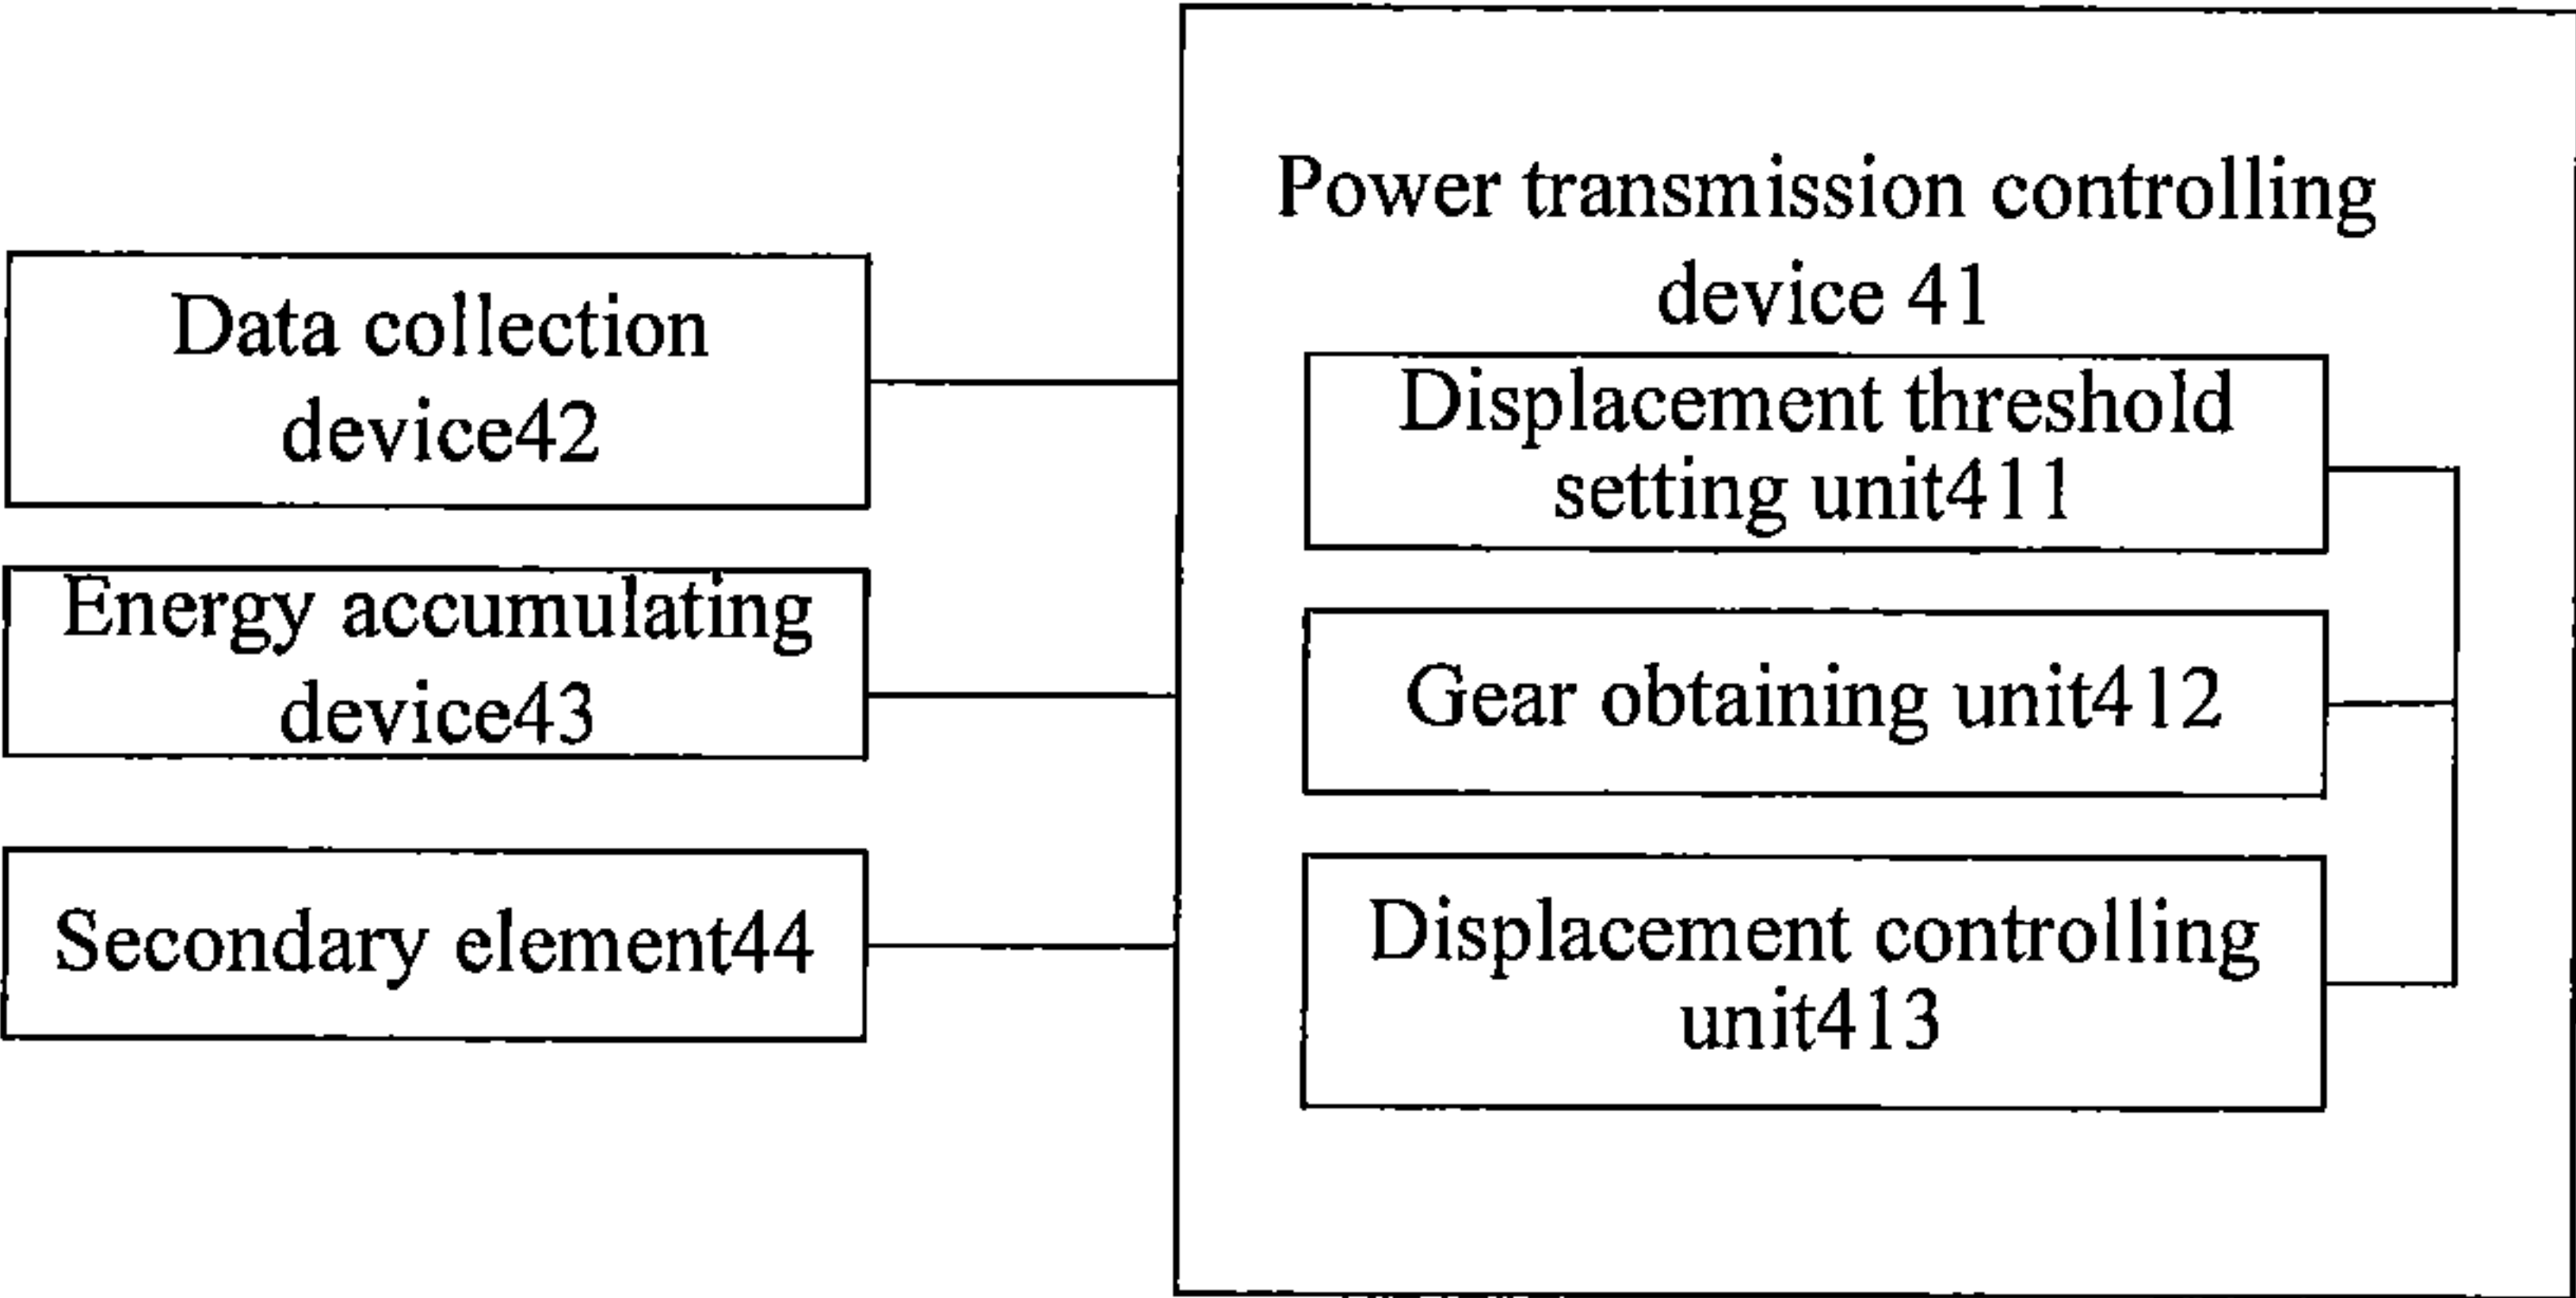 Data collection
device42
Energy accumulating
device43
Secondary element44
Power transmission controlling
device 41
Displacement threshold
setting unit411
Gear obtaining unit412
Displacement controlling
unit413